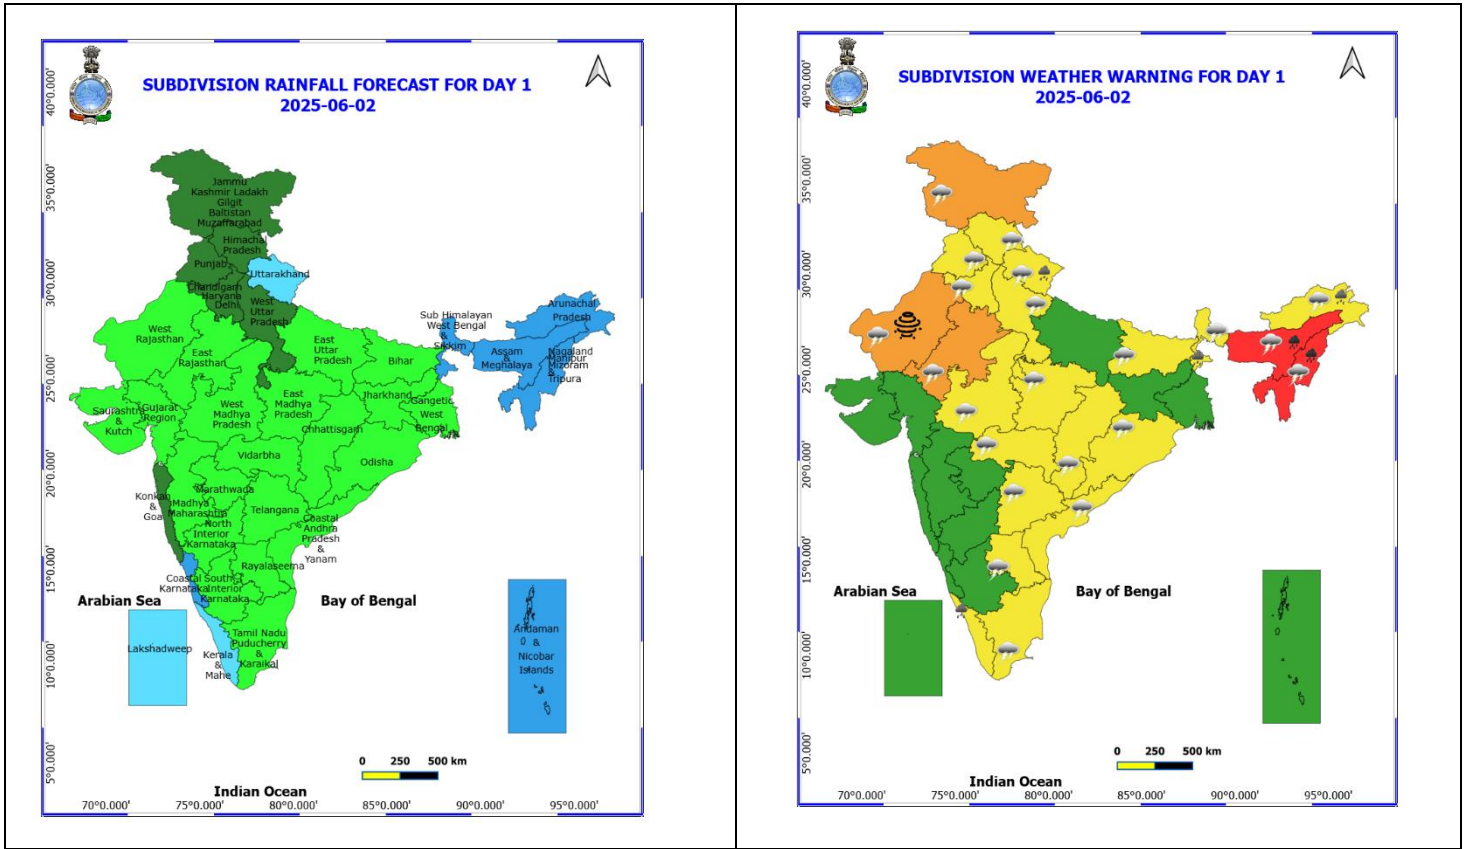 SUBDIVISION RAINFALL FORECAST FOR DAY 1
2025-06-02
40°0.000'
35°0.000'
30°0.000'
25°0.000'
20°0.000'
15°0.000'
10°0.000'
5°0.000'
Jammu
Kashmir Ladakh
Gilgit
Baltistan
Muzaffarabad
Himachal
Pradesh
Punjab
Uttarakhand
Chandigarh
Haryana
Delhi
West
Uttar
Pradesh
Arunachal
Pradesh
Sub Himalayan
West Bengal
&
Sikkim
Assam
&
Meghalaya
Nagaland
Manipur
Mizoram
&
Tripura
West
Rajasthan
East
Rajasthan
East
Uttar
Pradesh
Bihar
Jharkhand
Gangetic
West
Bengal
Saurashtra
&
Kutch
Gujarat
Region
West
Madhya
Pradesh
East
Madhya
Pradesh
Chhattisgarh
Vidarbha
Odisha
Konkan
&
Goa
Marathwada
Madhya
Maharashtra
North
Interior
Karnataka
Telangana
Coastal
Andhra
Pradesh
&
Yanam
Rayalaseema
Coastal
Karnataka
South
Interior
Karnataka
Arabian Sea
Bay of Bengal
Lakshadweep
Kerala
&
Mahe
Tamil Nadu
Puducherry
&
Karaikal
Andaman
&
Nicobar
Islands
0 250 500 km
Indian Ocean
70°0.000' 75°0.000' 80°0.000' 85°0.000' 90°0.000' 95°0.000'
SUBDIVISION WEATHER WARNING FOR DAY 1
2025-06-02
40°0.000'
35°0.000'
30°0.000'
25°0.000'
20°0.000'
15°0.000'
10°0.000'
5°0.000'
Arabian Sea
Bay of Bengal
0 250 500 km
Indian Ocean
70°0.000' 75°0.000' 80°0.000' 85°0.000' 90°0.000' 95°0.000'